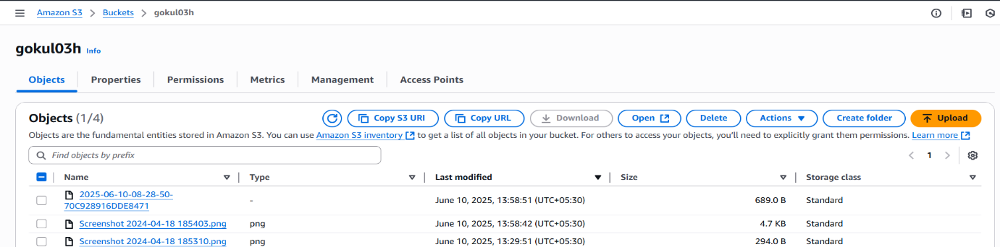 Amazon S3 > Buckets > gokul03h
gokul03h Info
Objects Properties Permissions Metrics Management Access Points
Objects (1/4) Copy S3 URI Copy URL Download Open Delete Actions Create folder Upload
Objects are the fundamental entities stored in Amazon S3. You can use Amazon S3 inventory to get a list of all objects in your bucket. For others to access your objects, you'll need to explicitly grant them permissions. Learn more
Find objects by prefix 1
Name Type Last modified Size Storage class
2025-06-10-08-28-50-
70C928916DDE8471 - June 10, 2025, 13:58:51 (UTC+05:30) 689.0 B Standard
Screenshot 2024-04-18 185403.png png June 10, 2025, 13:58:42 (UTC+05:30) 4.7 KB Standard
Screenshot 2024-04-18 185310.png png June 10, 2025, 13:29:51 (UTC+05:30) 294.0 B Standard